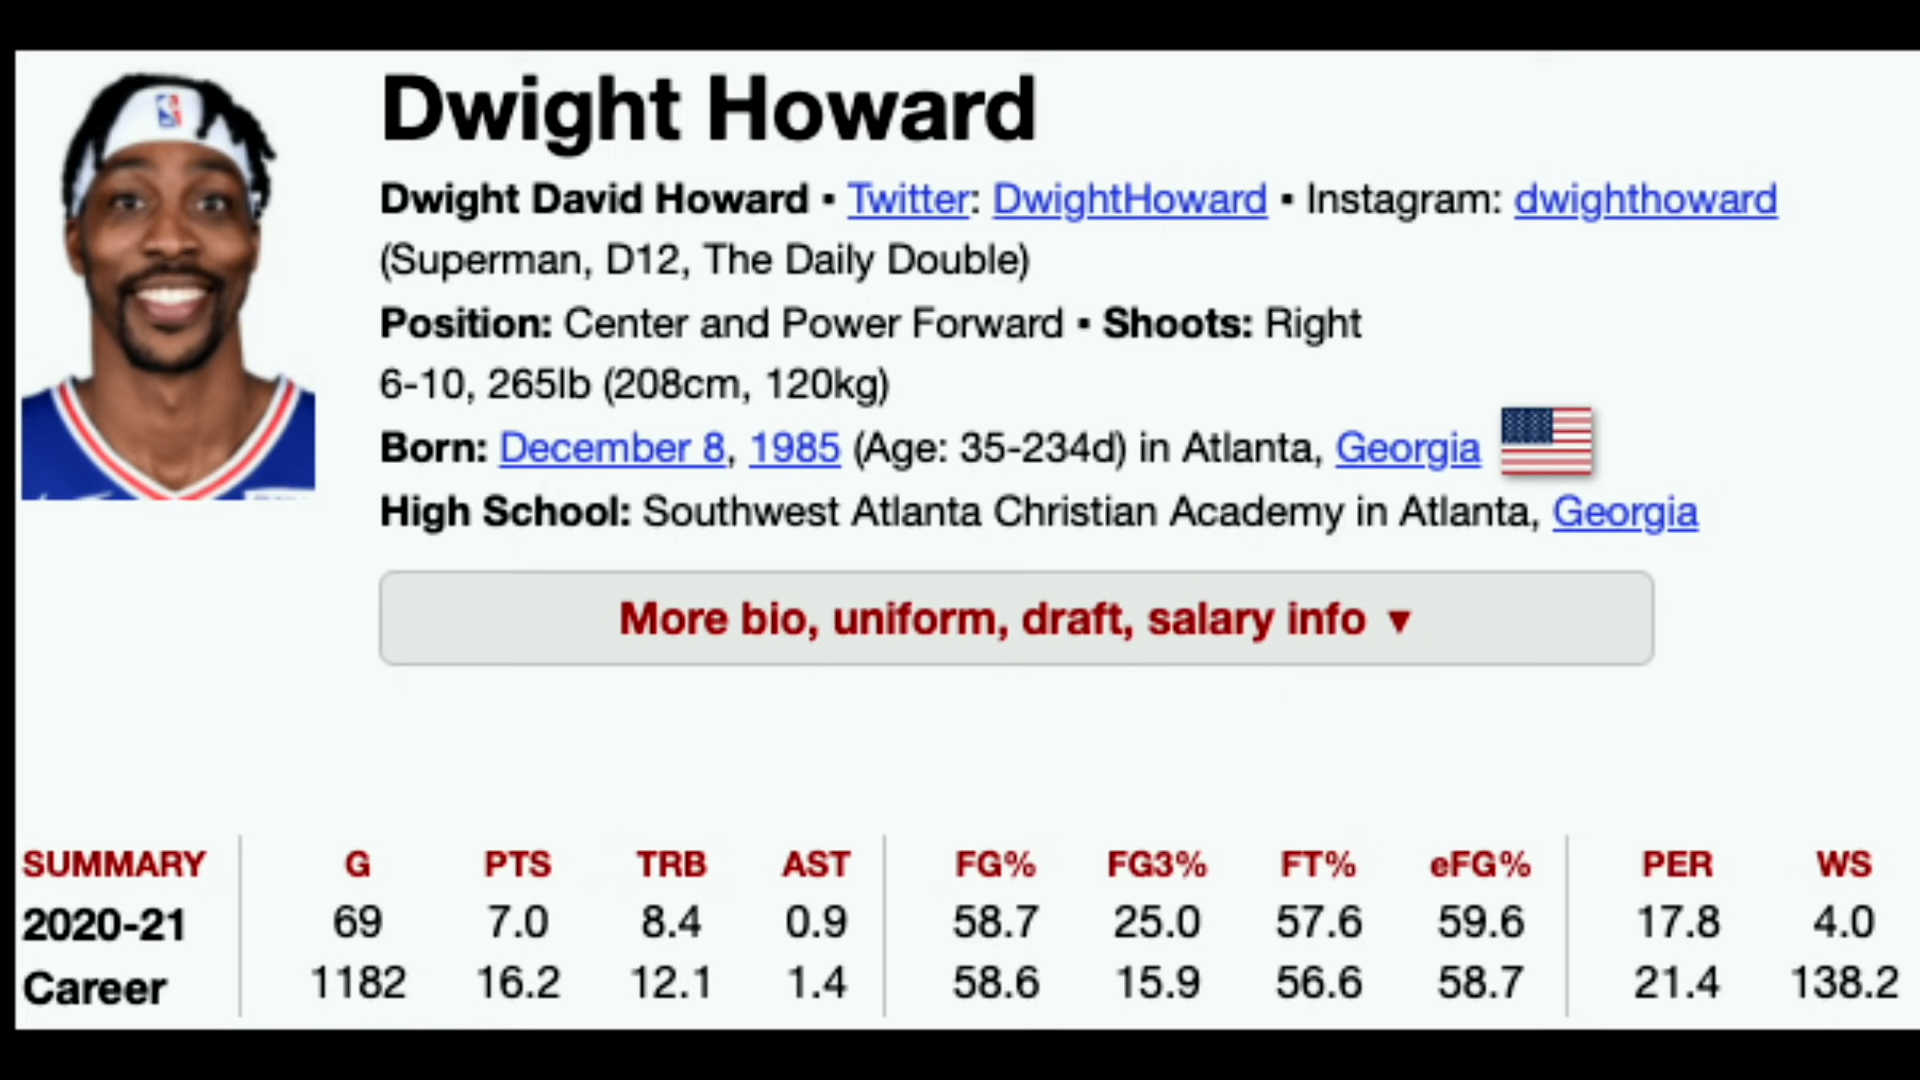 Dwight Howard
Dwight David Howard ▪ Twitter: DwightHoward ▪ Instagram: dwighthoward
(Superman, D12, The Daily Double)
Position: Center and Power Forward ▪ Shoots: Right
6-10, 265lb (208cm, 120kg)
Born: December 8, 1985 (Age: 35-234d) in Atlanta, Georgia
High School: Southwest Atlanta Christian Academy in Atlanta, Georgia
More bio, uniform, draft, salary info ▼
SUMMARY G PTS TRB AST FG% FG3% FT% eFG% PER WS
2020-21 69 7.0 8.4 0.9 58.7 25.0 57.6 59.6 17.8 4.0
Career 1182 16.2 12.1 1.4 58.6 15.9 56.6 58.7 21.4 138.2